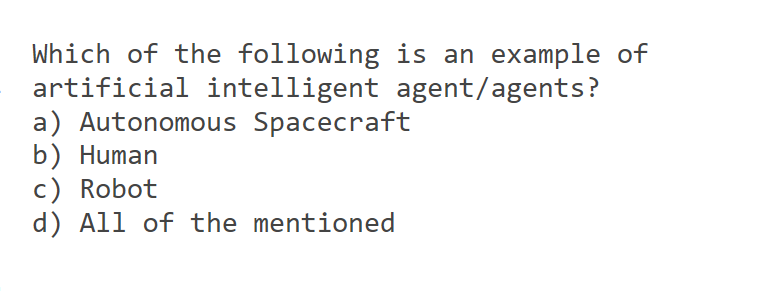 Which of the following is an example of
artificial intelligent agent/agents?
a) Autonomous Spacecraft
b) Human
c) Robot
d) All of the mentioned